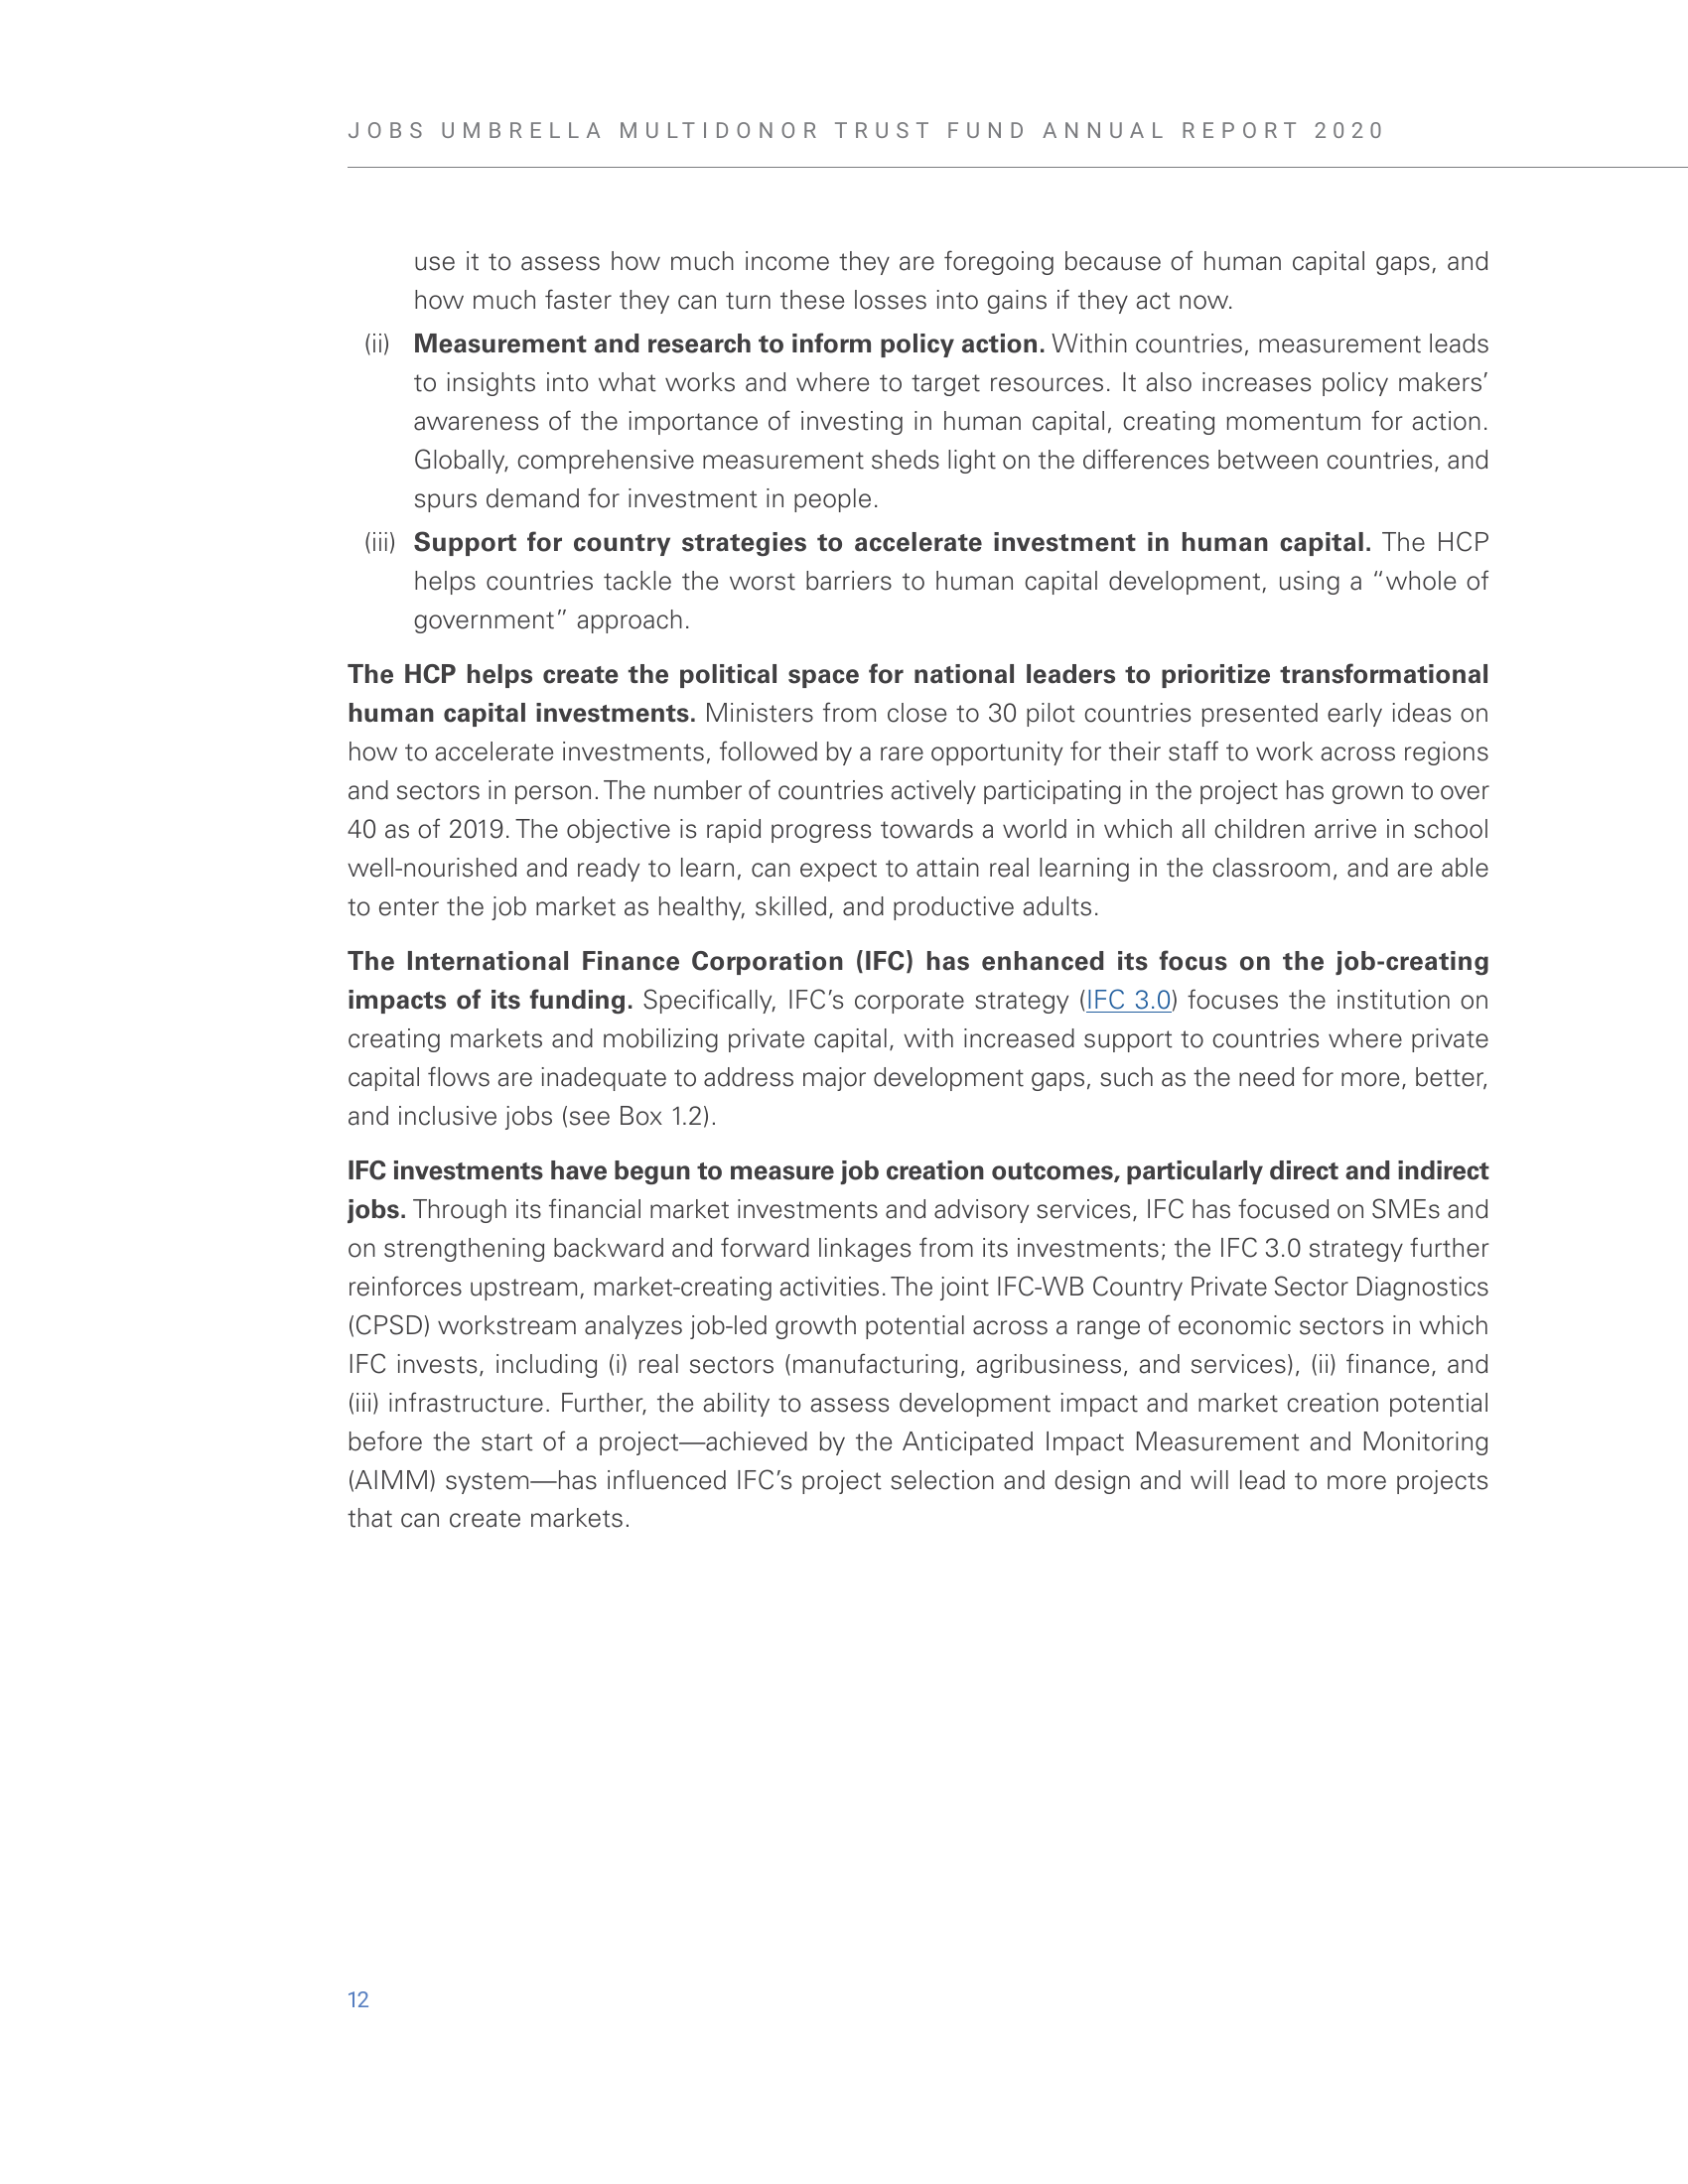 JOBS UMBRELLA MULTIDONOR TRUST FUND ANNUAL REPORT 2020
use it to assess how much income they are foregoing because of human capital gaps, and
how much faster they can turn these losses into gains if they act now.
(ii) Measurement and research to inform policy action. Within countries, measurement leads
to insights into what works and where to target resources. It also increases policy makers’
awareness of the importance of investing in human capital, creating momentum for action.
Globally, comprehensive measurement sheds light on the differences between countries, and
spurs demand for investment in people.
(iii) Support for country strategies to accelerate investment in human capital. The HCP
helps countries tackle the worst barriers to human capital development, using a “whole of
government” approach.
The HCP helps create the political space for national leaders to prioritize transformational
human capital investments. Ministers from close to 30 pilot countries presented early ideas on
how to accelerate investments, followed by a rare opportunity for their staff to work across regions
and sectors in person. The number of countries actively participating in the project has grown to over
40 as of 2019. The objective is rapid progress towards a world in which all children arrive in school
well-nourished and ready to learn, can expect to attain real learning in the classroom, and are able
to enter the job market as healthy, skilled, and productive adults.
The International Finance Corporation (IFC) has enhanced its focus on the job-creating
impacts of its funding. Specifically, IFC’s corporate strategy (IFC 3.0) focuses the institution on
creating markets and mobilizing private capital, with increased support to countries where private
capital flows are inadequate to address major development gaps, such as the need for more, better,
and inclusive jobs (see Box 1.2).
IFC investments have begun to measure job creation outcomes, particularly direct and indirect
jobs. Through its financial market investments and advisory services, IFC has focused on SMEs and
on strengthening backward and forward linkages from its investments; the IFC 3.0 strategy further
reinforces upstream, market-creating activities. The joint IFC-WB Country Private Sector Diagnostics
(CPSD) workstream analyzes job-led growth potential across a range of economic sectors in which
IFC invests, including (i) real sectors (manufacturing, agribusiness, and services), (ii) finance, and
(iii) infrastructure. Further, the ability to assess development impact and market creation potential
before the start of a project—achieved by the Anticipated Impact Measurement and Monitoring
(AIMM) system—has influenced IFC’s project selection and design and will lead to more projects
that can create markets.
12